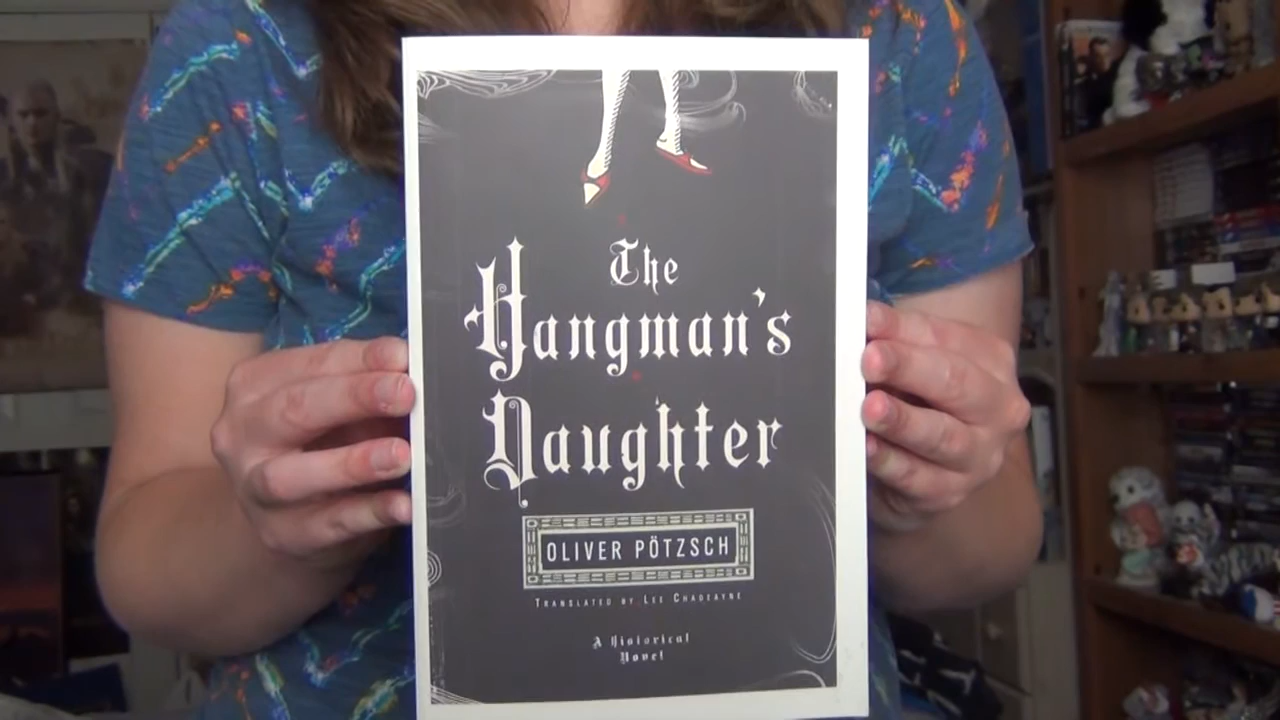 The
Hangman's
Daughter
OLIVER PÖTZSCH
TRANSLATED BY LEE CHADEAYNE
A Historical
Novel